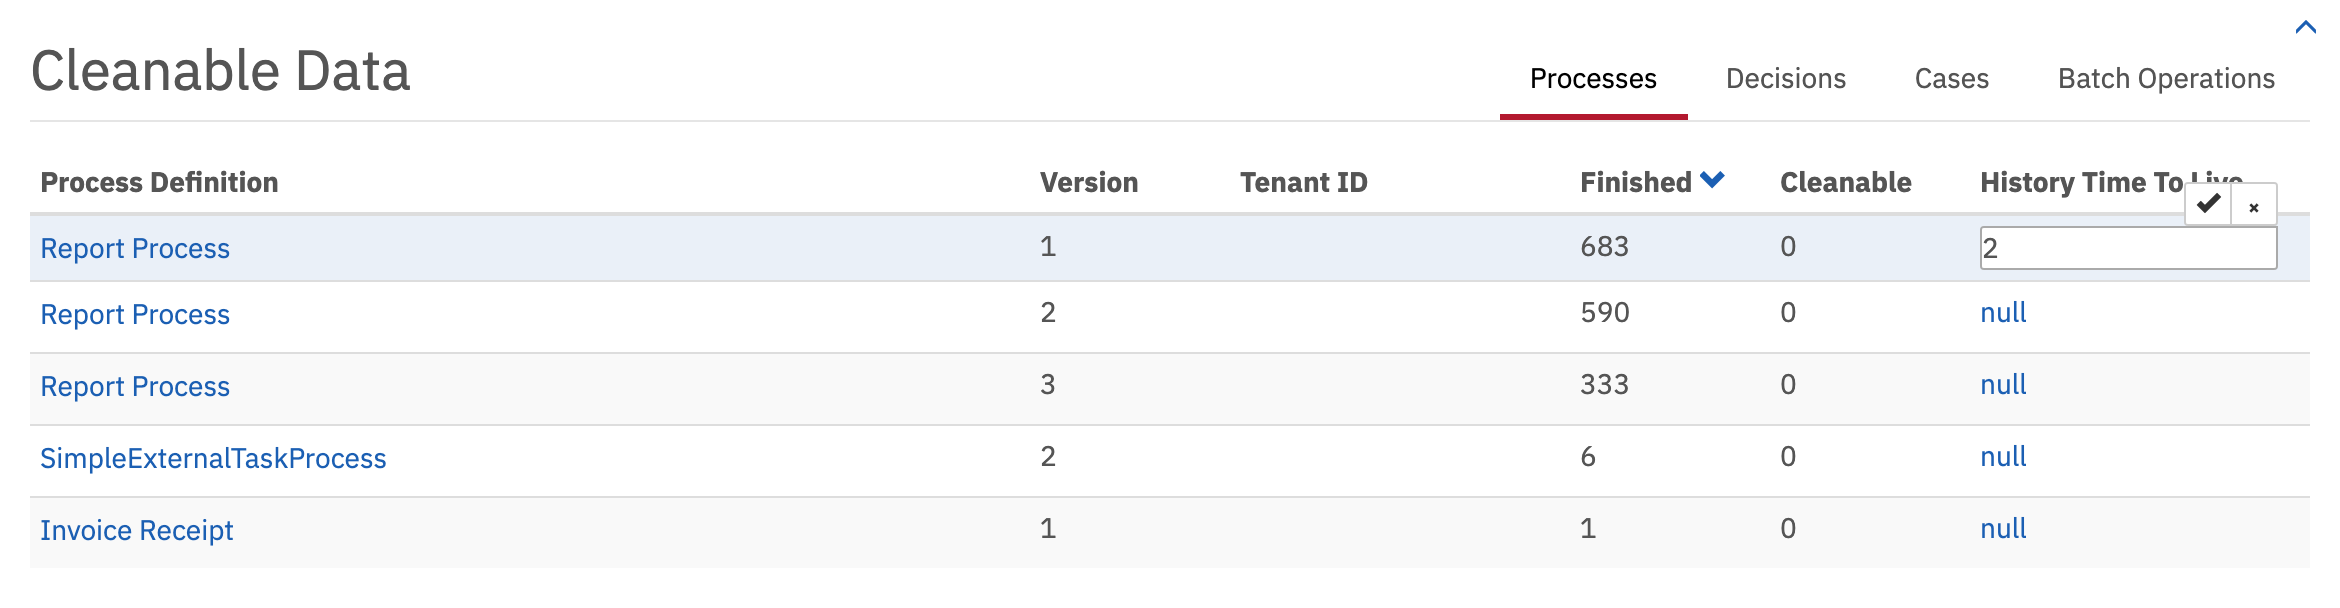 Cleanable Data
Processes Decisions Cases Batch Operations
Process Definition Version Tenant ID Finished Cleanable History Time To Live
Report Process 1 683 0 2
Report Process 2 590 0 null
Report Process 3 333 0 null
SimpleExternalTaskProcess 2 6 0 null
Invoice Receipt 1 1 0 null